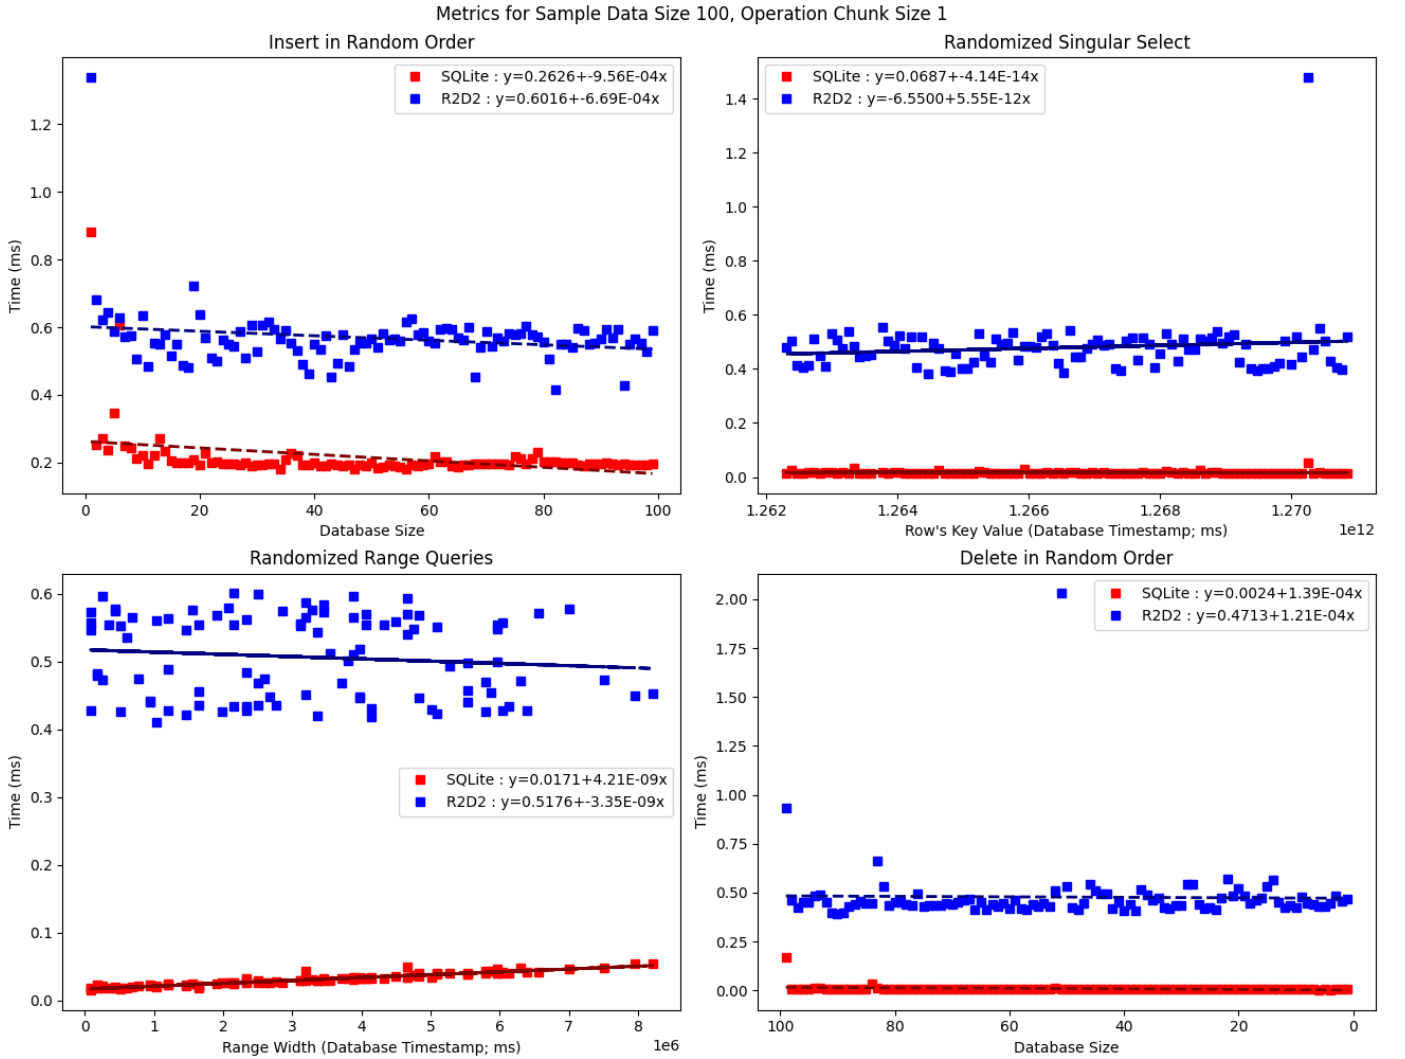 Metrics for Sample Data Size 100, Operation Chunk Size 1
Insert in Random Order
SQLite : y=0.2626+-9.56E-04x
R2D2 : y=0.6016+-6.69E-04x
1.2
1.0
0.8
0.6
0.4
0.2
Time (ms)
0 20 40 60 80 100
Database Size
Randomized Singular Select
SQLite : y=0.0687+-4.14E-14x
R2D2 : y=-6.5500+5.55E-12x
1.4
1.2
1.0
0.8
0.6
0.4
0.2
0.0
Time (ms)
1.262 1.264 1.266 1.268 1.270
1e12
Row's Key Value (Database Timestamp; ms)
Randomized Range Queries
0.6
0.5
0.4
0.3
0.2
0.1
0.0
Time (ms)
SQLite : y=0.0171+4.21E-09x
R2D2 : y=0.5176+-3.35E-09x
0 1 2 3 4 5 6 7 8
1e6
Range Width (Database Timestamp; ms)
Delete in Random Order
SQLite : y=0.0024+1.39E-04x
R2D2 : y=0.4713+1.21E-04x
2.00
1.75
1.50
1.25
1.00
0.75
0.50
0.25
0.00
Time (ms)
100 80 60 40 20 0
Database Size